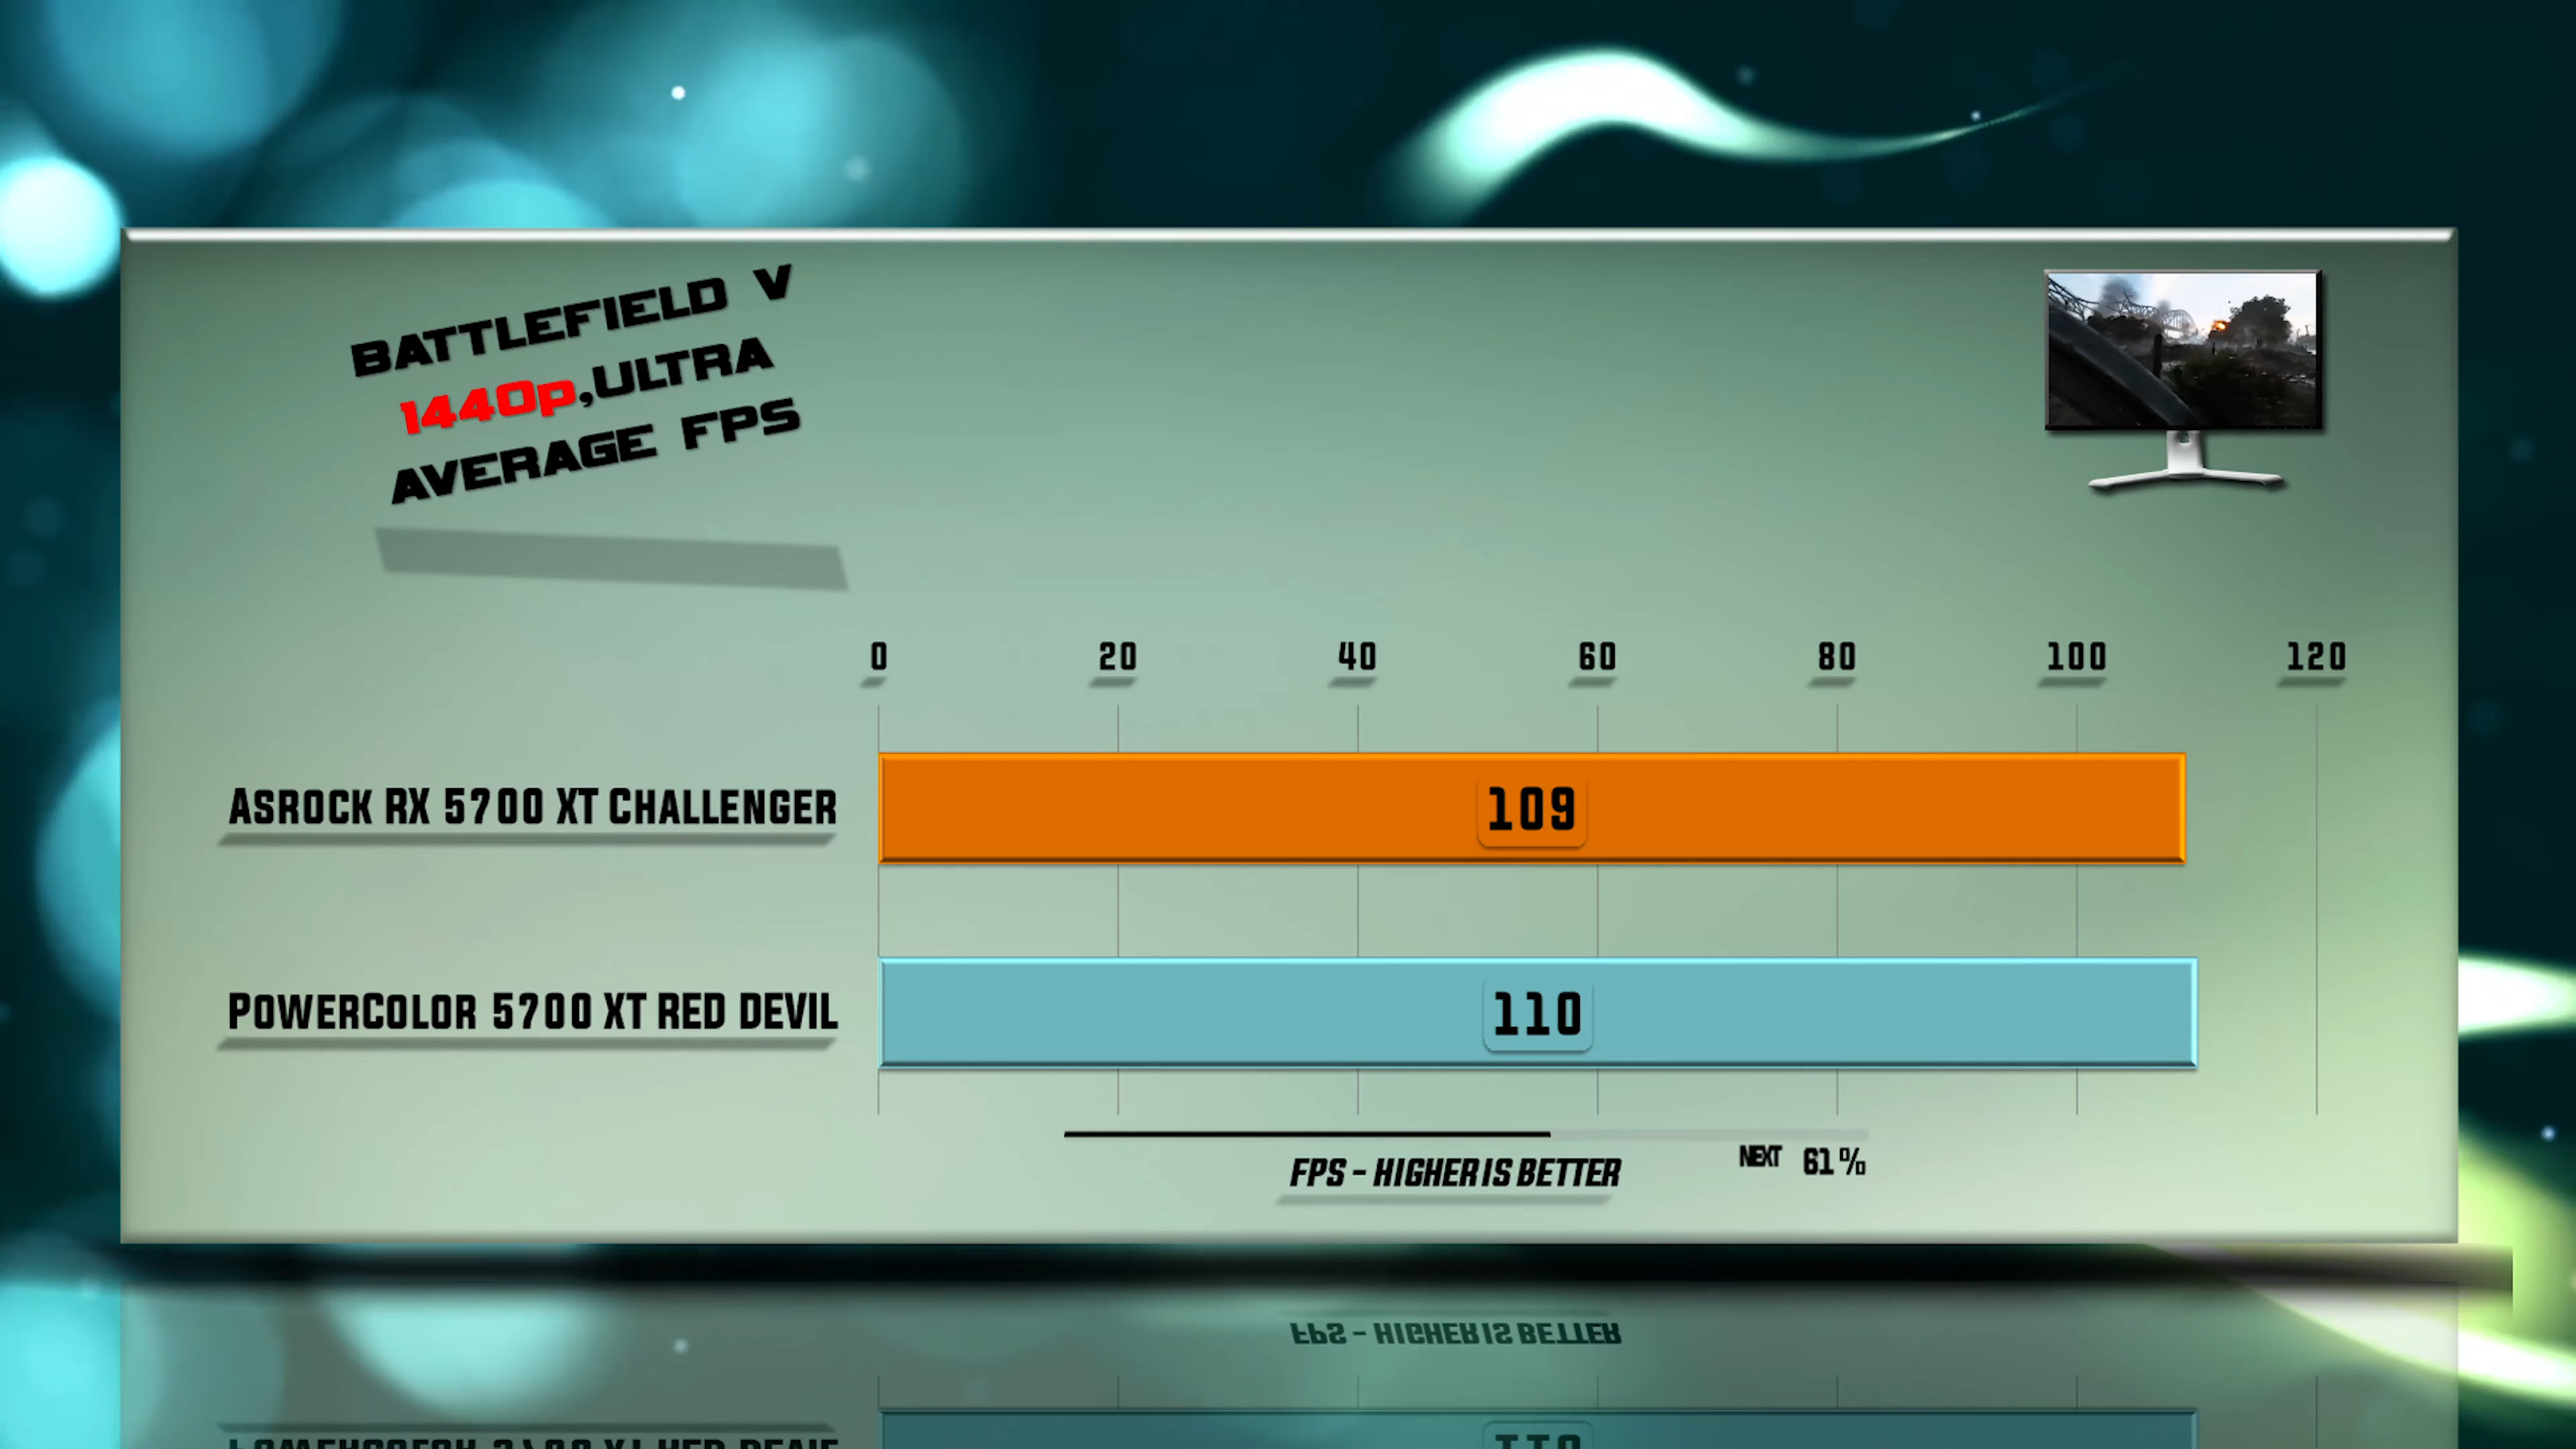 BATTLEFIELD V
1440p,ULTRA
AVERAGE FPS
0 20 40 60 80 100 120
ASROCK RX 5700 XT CHALLENGER
109
POWERCOLOR 5700 XT RED DEVIL
110
NEXT 61%
FPS - HIGHER IS BETTER